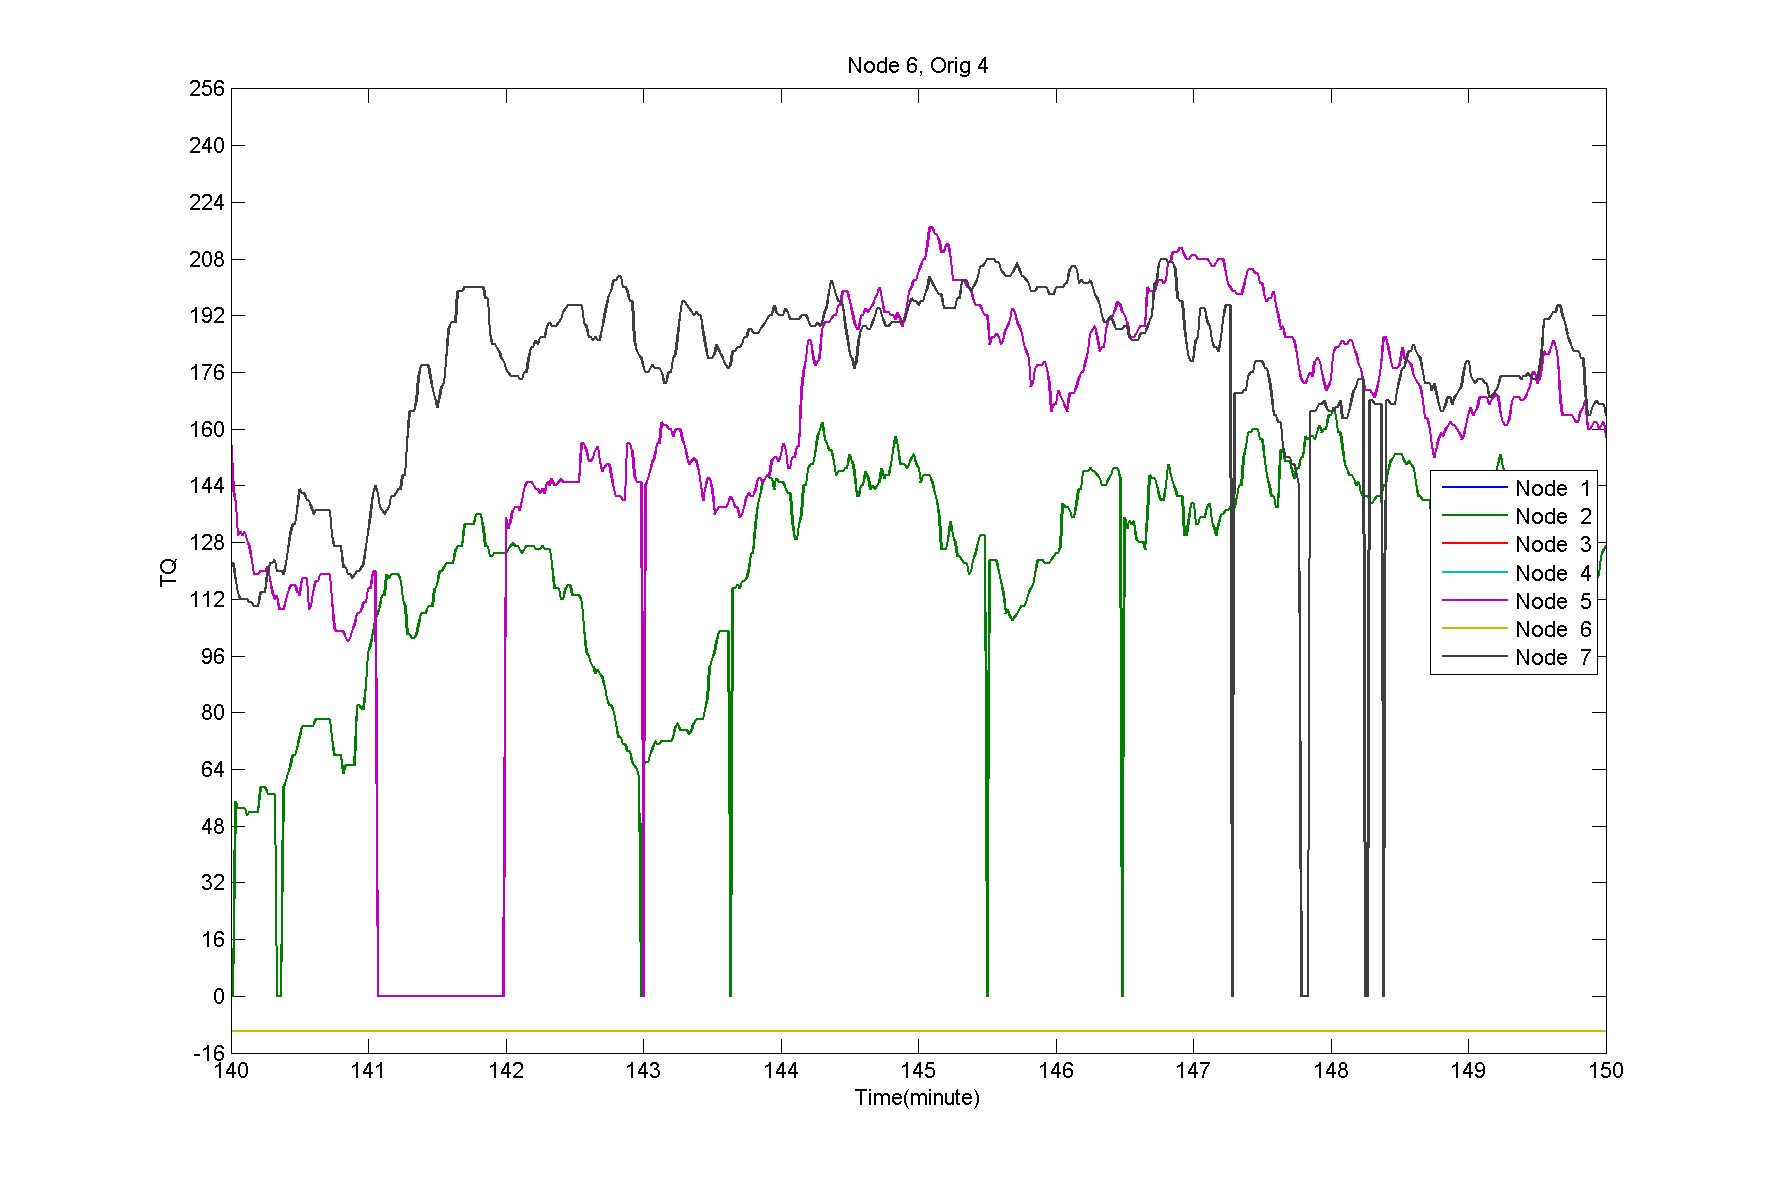 Node 6, Orig 4
256
240
224
208
192
176
160
144
128
112
96
80
64
48
32
16
0
-16
TQ
140 141 142 143 144 145 146 147 148 149 150
Time(minute)
Node 1
Node 2
Node 3
Node 4
Node 5
Node 6
Node 7